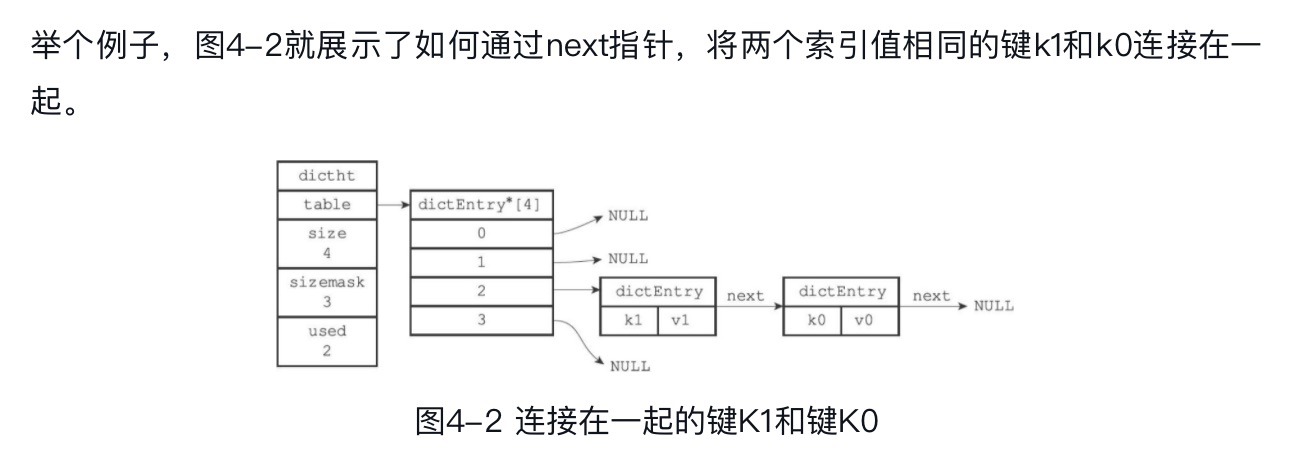 举个例子，图4–2就展示了如何通过next指针，将两个索引值相同的键k1和k0连接在一
起。
dictht
table
size
4
sizemask
3
used
2
dictEntry*[4]
0
1
2
3
NULL
NULL
dictEntry
k1 v1
next
dictEntry
k0 v0
next
NULL
NULL
图4–2 连接在一起的键K1和键K0